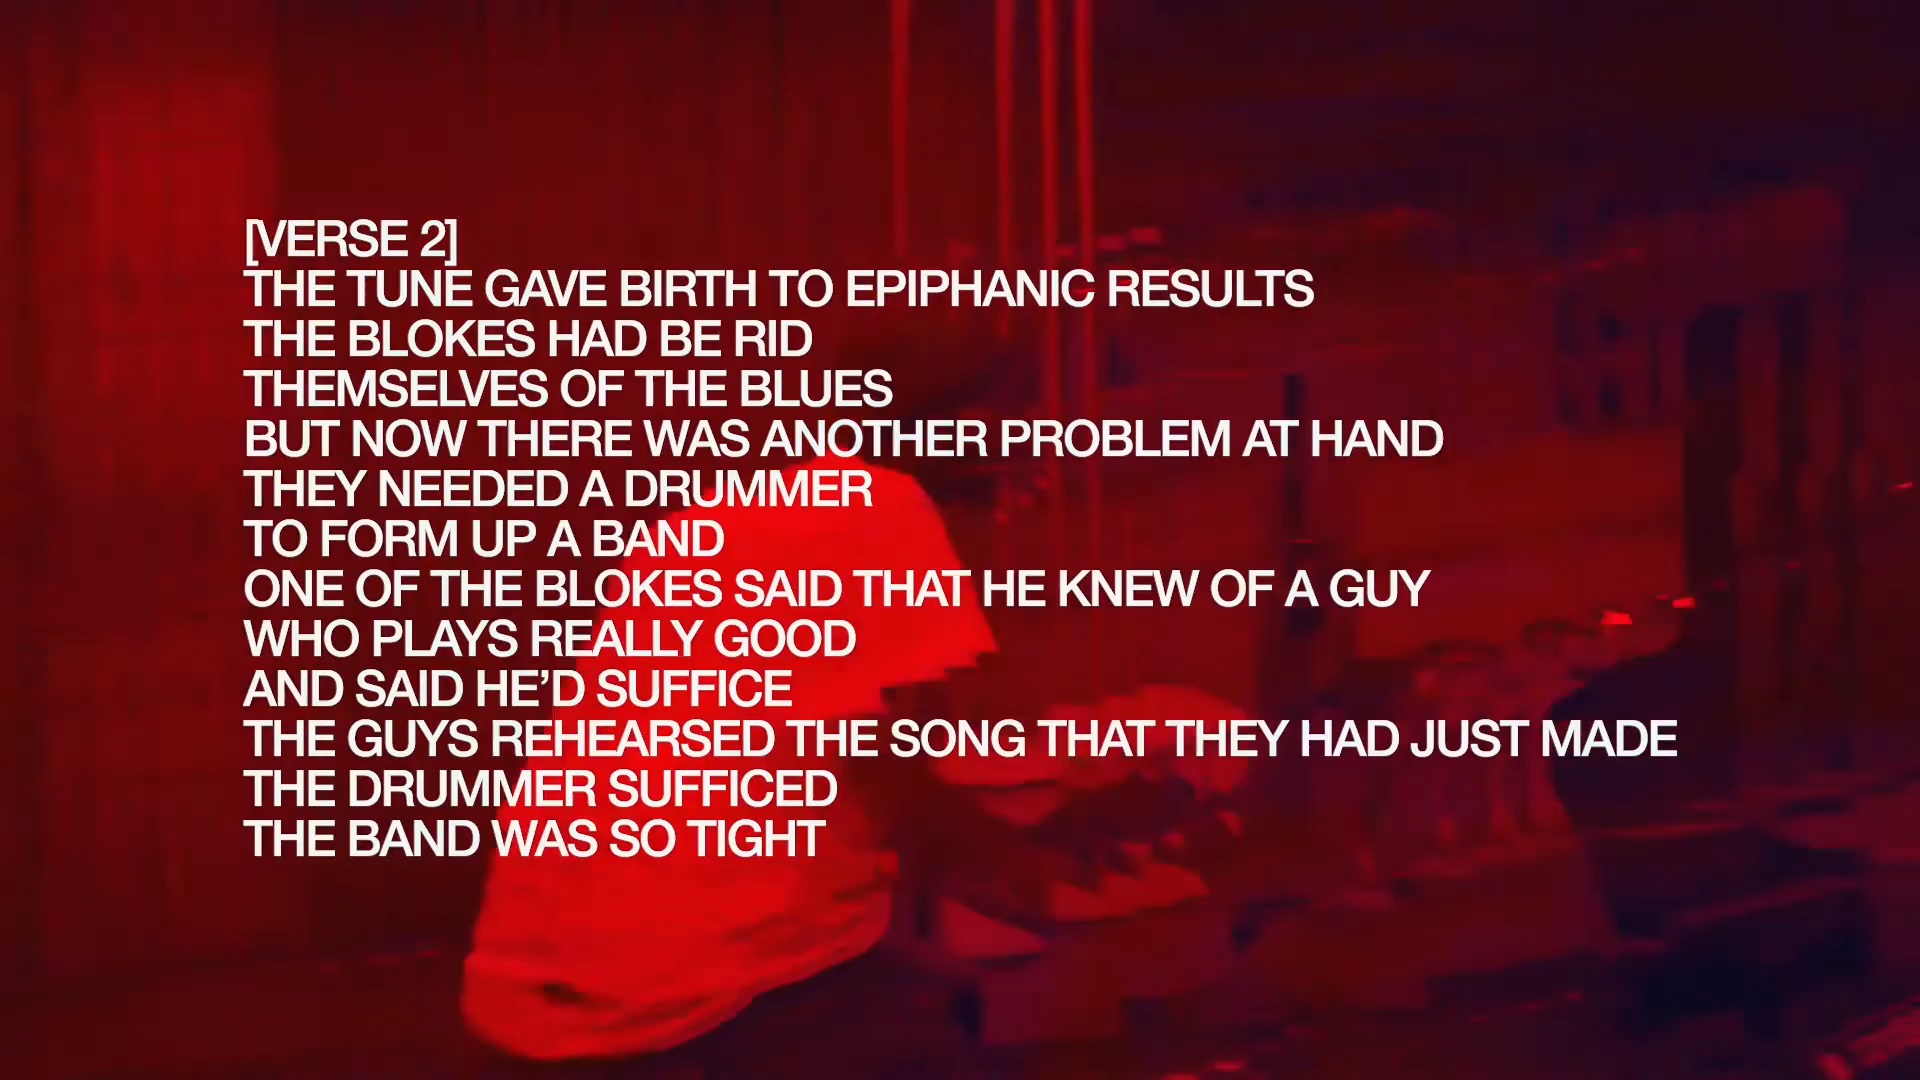 [VERSE 2]
THE TUNE GAVE BIRTH TO EPIPHANIC RESULTS
THE BLOKES HAD BE RID
THEMSELVES OF THE BLUES
BUT NOW THERE WAS ANOTHER PROBLEM AT HAND
THEY NEEDED A DRUMMER
TO FORM UP A BAND
ONE OF THE BLOKES SAID THAT HE KNEW OF A GUY
WHO PLAYS REALLY GOOD
AND SAID HE’D SUFFICE
THE GUYS REHEARSED THE SONG THAT THEY HAD JUST MADE
THE DRUMMER SUFFICED
THE BAND WAS SO TIGHT